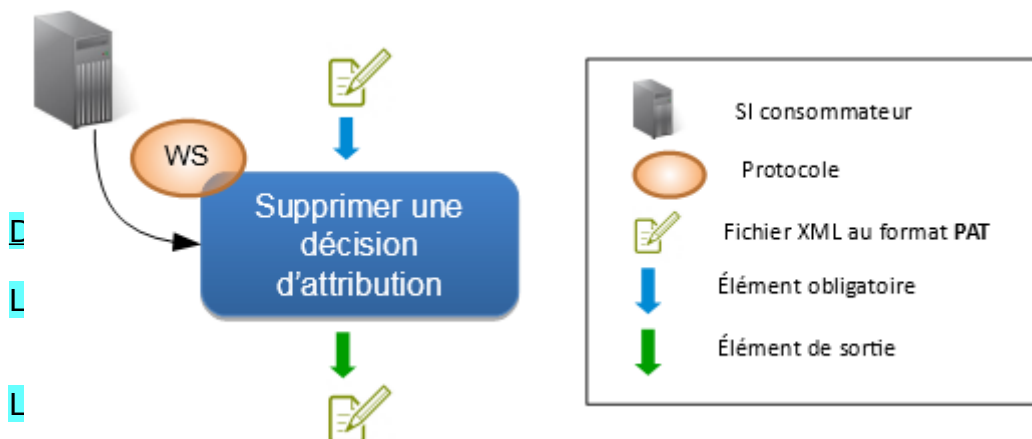 WS
Supprimer une
décision
d'attribution
D
L
L
SI consommateur
Protocole
Fichier XML au format PAT
Élément obligatoire
Élément de sortie